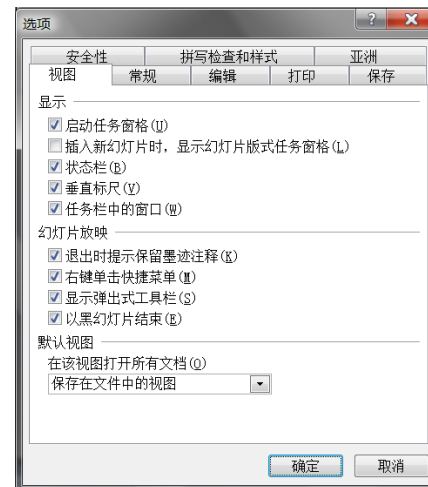 选项
安全性 拼写检查和样式 亚洲
视图 常规 编辑 打印 保存
显示
启动任务窗格(U)
插入新幻灯片时，显示幻灯片版式任务窗格(L)
状态栏(B)
垂直标尺(V)
任务栏中的窗口(W)
幻灯片放映
退出时提示保留墨迹注释(K)
右键单击快捷菜单(M)
显示弹出式工具栏(S)
以黑幻灯片结束(E)
默认视图
在该视图打开所有文档(O)
保存在文件中的视图
确定 取消